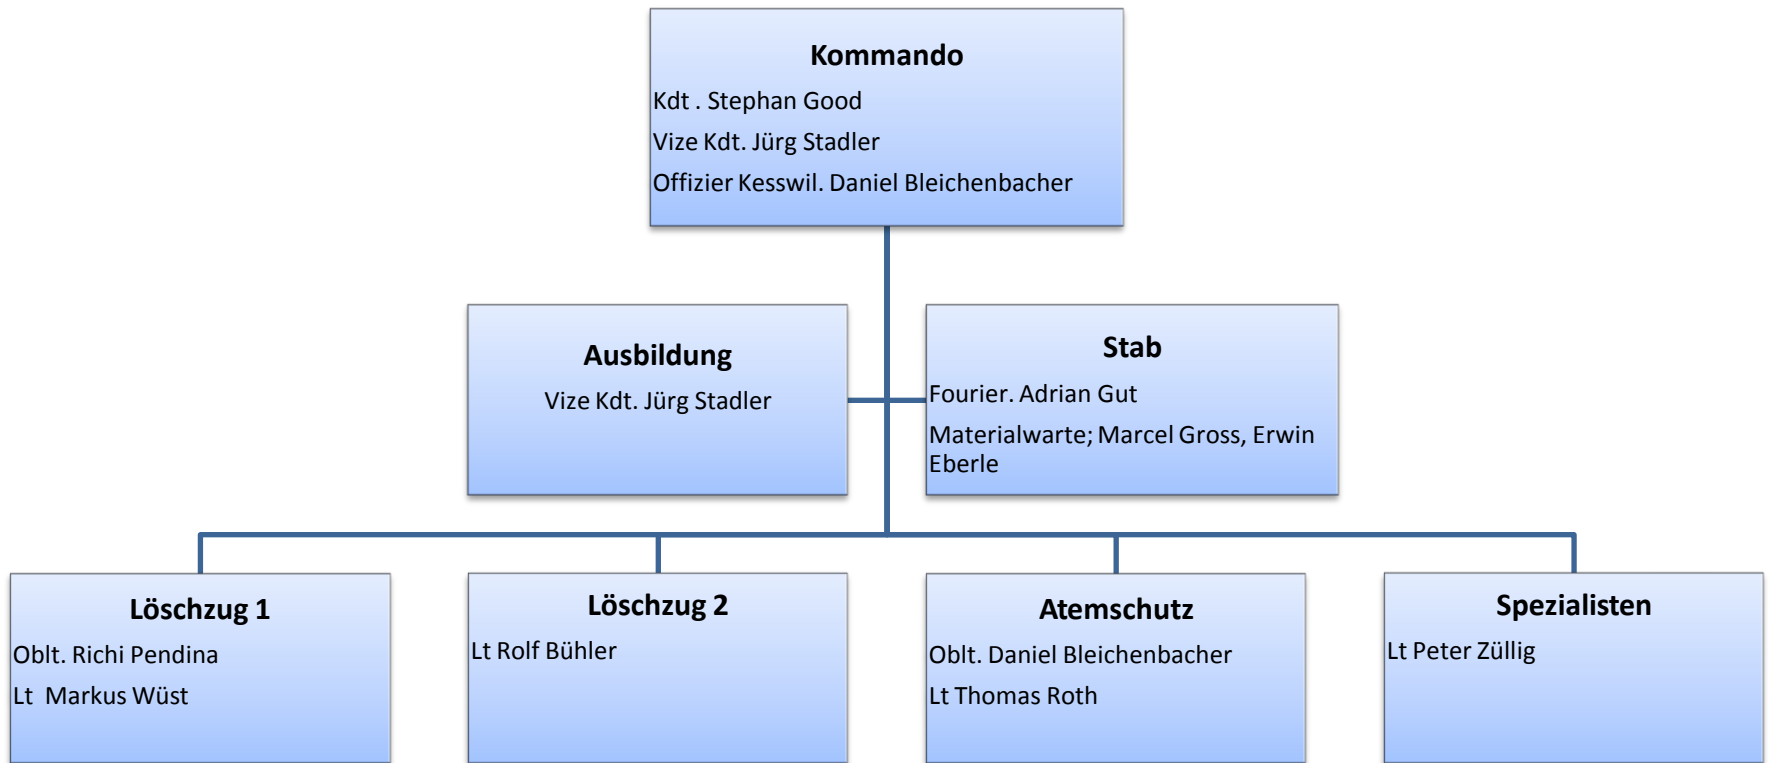 Kommando
Kdt . Stephan Good
Vize Kdt. Jürg Stadler
Offizier Kesswil. Daniel Bleichenbacher
Ausbildung
Vize Kdt. Jürg Stadler
Stab
Fourier. Adrian Gut
Materialwarte; Marcel Gross, Erwin
Eberle
Löschzug 1
Oblt. Richi Pendina
Lt  Markus Wüst
Löschzug 2
Lt Rolf Bühler
Atemschutz
Oblt. Daniel Bleichenbacher
Lt Thomas Roth
Spezialisten
Lt Peter Züllig